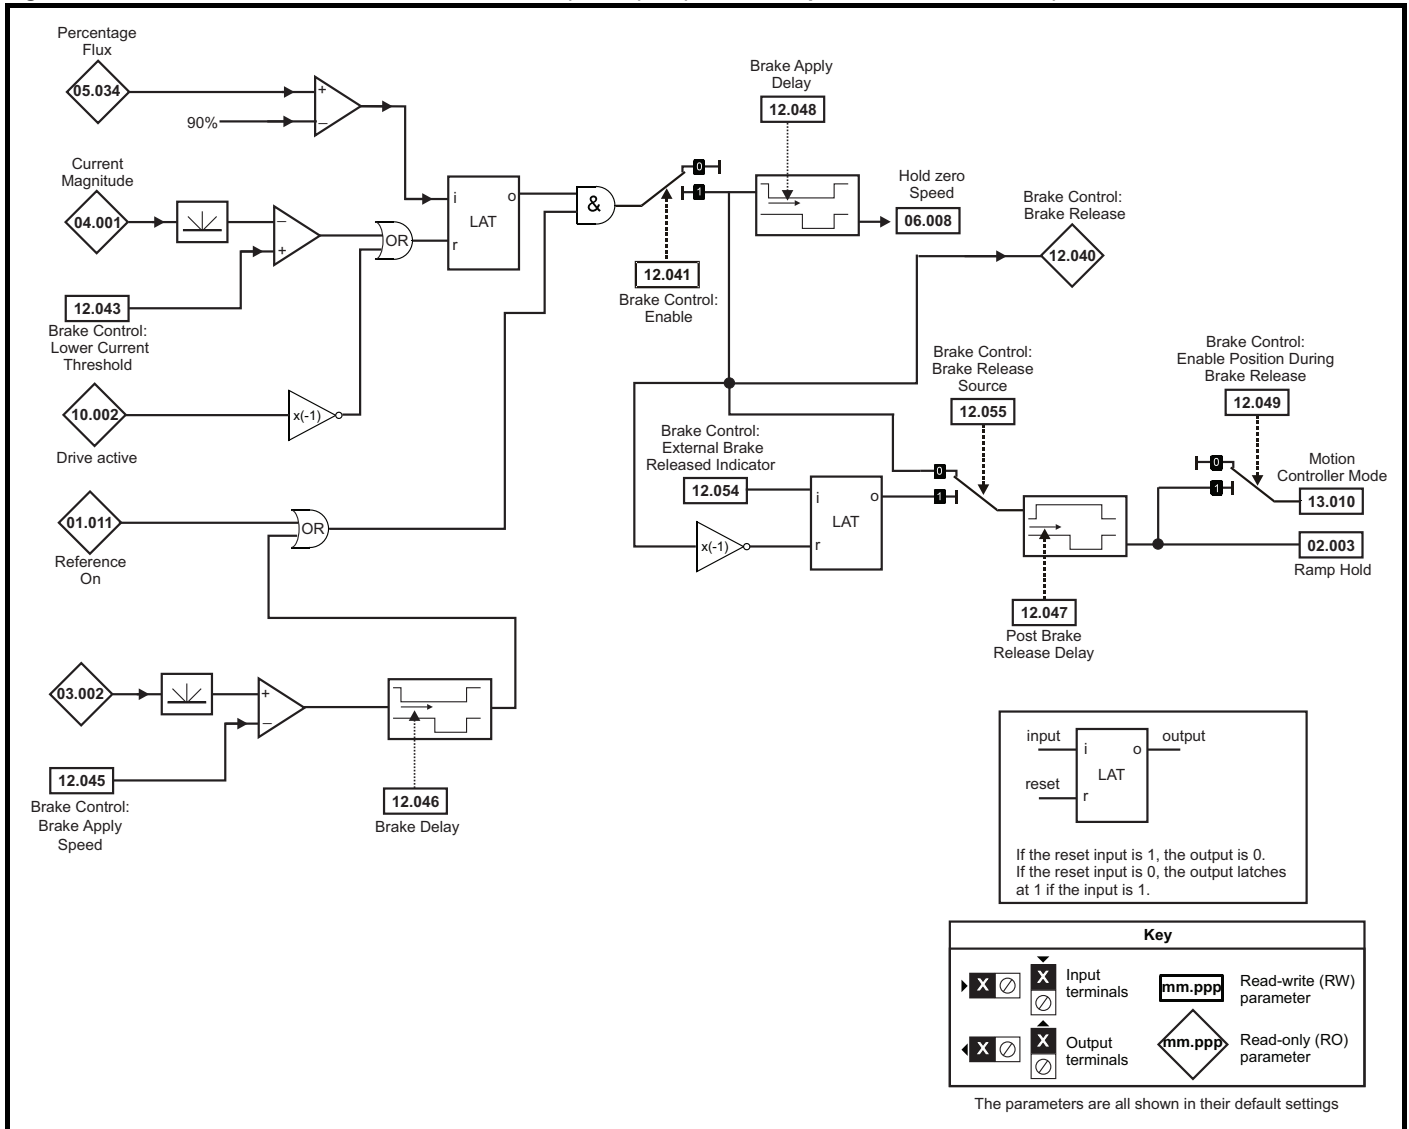 Percentage
Flux
05.034
+
90%
–
Current
Magnitude
04.001
–
+
OR
12.043
Brake Control:
Lower Current
Threshold
10.002
x(-1)
Drive active
i
o
LAT
r
&
0
1
12.041
Brake Control:
Enable
Brake Apply
Delay
12.048
Hold zero
Speed
06.008
Brake Control:
Brake Release
12.040
01.011
OR
Reference
On
Brake Control:
External Brake
Released Indicator
12.054
x(-1)
i
o
LAT
r
Brake Control:
Brake Release
Source
12.055
0
1
12.047
Post Brake
Release Delay
Brake Control:
Enable Position During
Brake Release
12.049
0
1
Motion
Controller Mode
13.010
02.003
Ramp Hold
03.002
+
–
12.045
Brake Control:
Brake Apply
Speed
12.046
Brake Delay
input
i
o
output
LAT
reset
r
If the reset input is 1, the output is 0.
If the reset input is 0, the output latches
at 1 if the input is 1.
Key
X
X
Input
terminals
mm.ppp
Read-write (RW)
parameter
X
X
Output
terminals
mm.ppp
Read-only (RO)
parameter
The parameters are all shown in their default settings